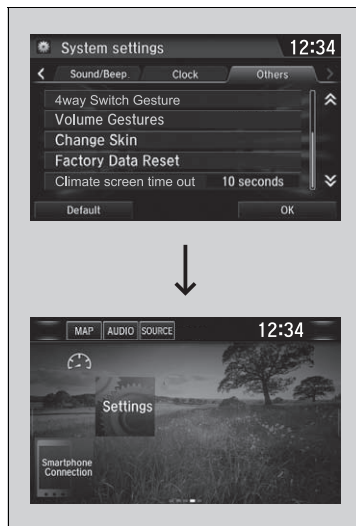 System settings 12:34
Sound/Beep. Clock Others
4way Switch Gesture
Volume Gestures
Change Skin
Factory Data Reset
Climate screen time out 10 seconds
Default OK
MAP AUDIO SOURCE 12:34
Settings
Smartphone
Connection